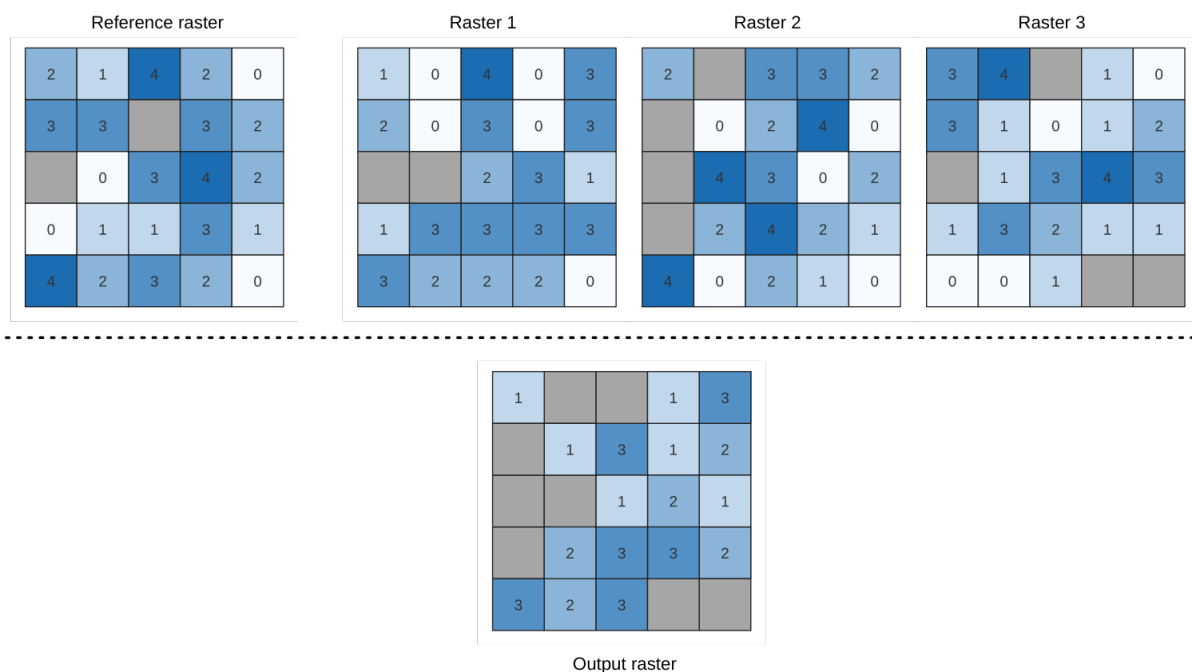 Reference raster Raster 1 Raster 2 Raster 3
2 1 4 2 0 1 0 4 0 3 2 3 3 2 3 4 1 0
3 3 3 2 2 0 3 0 3 0 2 4 0 3 1 0 1 2
0 3 4 2 2 3 1 4 3 0 2 1 3 4 3
0 1 1 3 1 1 3 3 3 3 2 4 2 1 1 3 2 1 1
4 2 3 2 0 3 2 2 2 0 4 0 2 1 0 0 0 1
1 1 3
1 3 1 2
1 2 1
2 3 3 2
3 2 3
Output raster